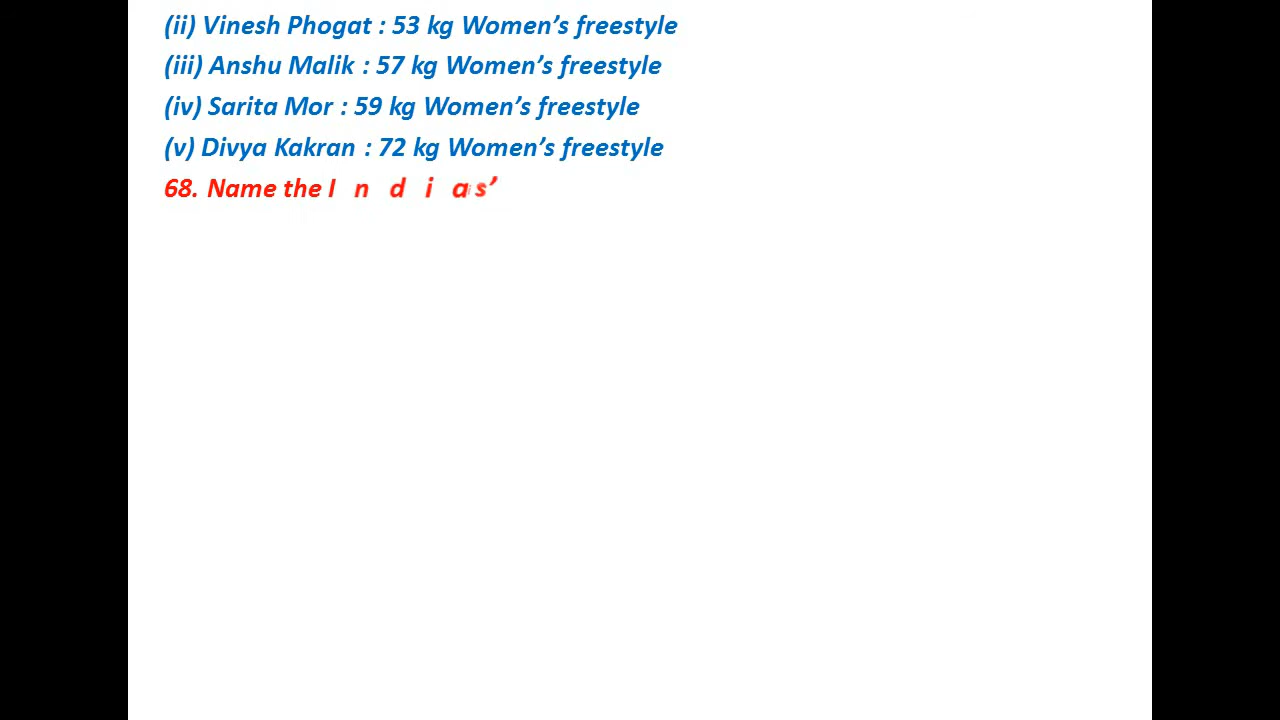 (ii) Vinesh Phogat : 53 kg Women’s freestyle
(iii) Anshu Malik : 57 kg Women’s freestyle
(iv) Sarita Mor : 59 kg Women’s freestyle
(v) Divya Kakran : 72 kg Women’s freestyle
68. Name the I n d i a s’